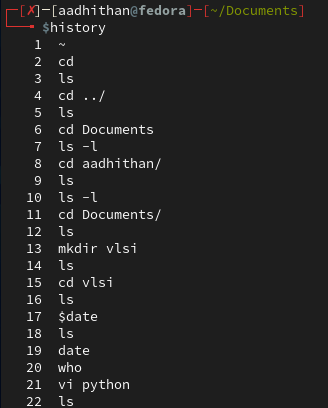 ┌─[✗]─[aadhithan@fedora]─[~/Documents]
└──╼ $history
1 ~
2 cd
3 ls
4 cd ../
5 ls
6 cd Documents
7 ls -l
8 cd aadhithan/
9 ls
10 ls -l
11 cd Documents/
12 ls
13 mkdir vlsi
14 ls
15 cd vlsi
16 ls
17 $date
18 ls
19 date
20 who
21 vi python
22 ls